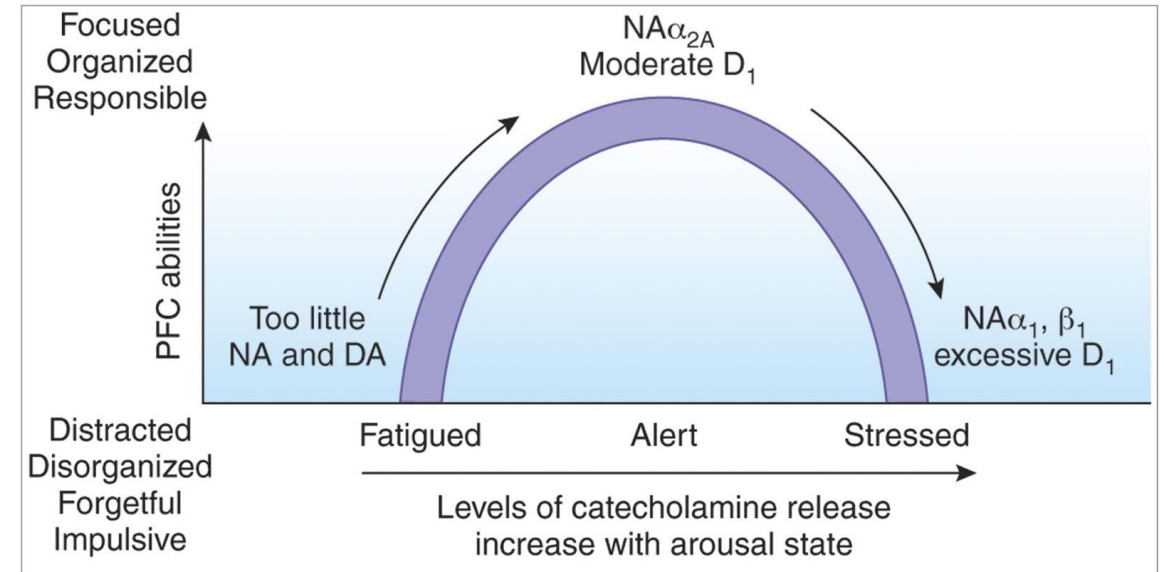 Focused
Organized
Responsible
NAα2A
Moderate D1
PFC abilities
Too little
NA and DA
NAα1, β1
excessive D1
Distracted
Disorganized
Forgetful
Impulsive
Fatigued
Alert
Stressed
Levels of catecholamine release
increase with arousal state